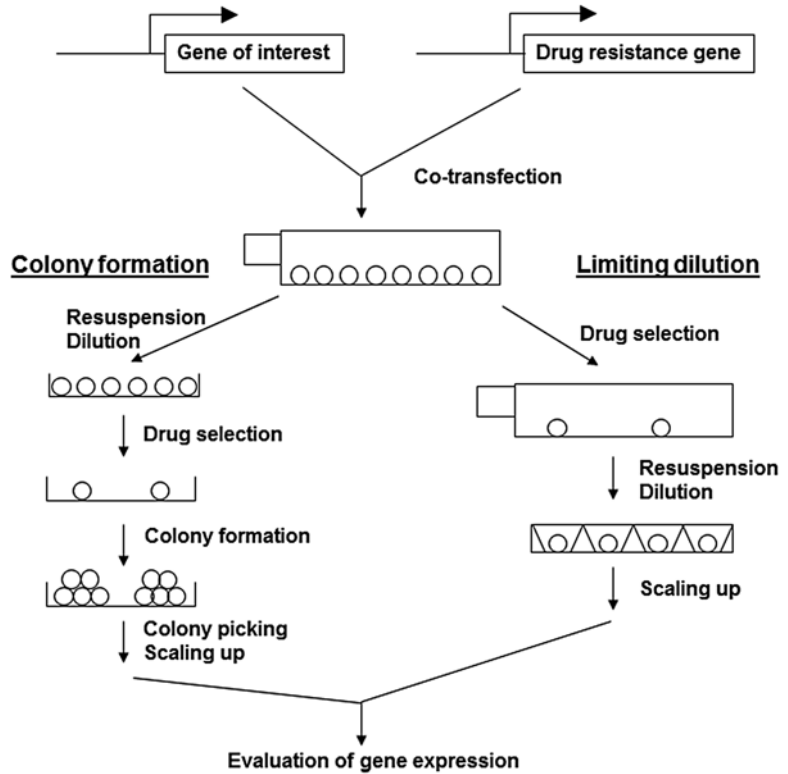 Gene of interest
Drug resistance gene
Co-transfection
Colony formation
Limiting dilution
Resuspension
Dilution
Drug selection
Drug selection
Resuspension
Dilution
Colony formation
Scaling up
Colony picking
Scaling up
Evaluation of gene expression